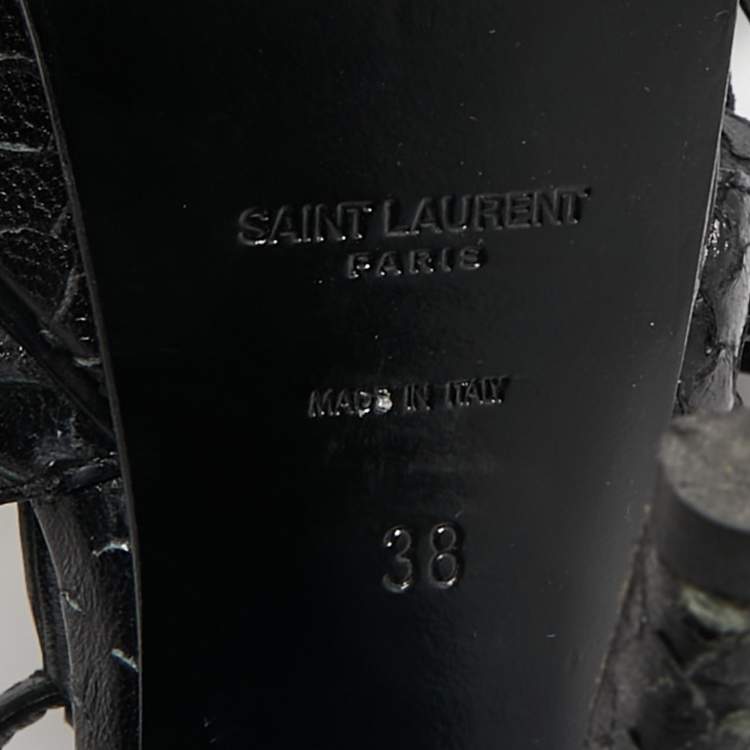 SAINT LAURENT
PARIS
MADE IN ITALY
38